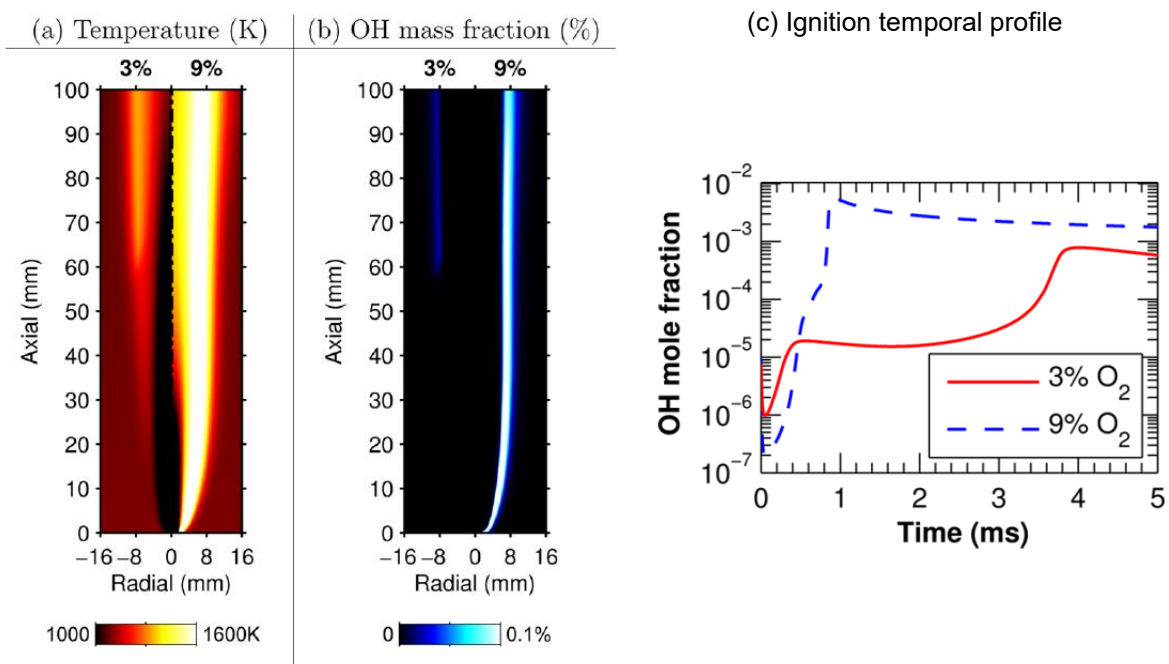 (a) Temperature (K)
(b) OH mass fraction (%)
(c) Ignition temporal profile
3% 9%
100
90
80
70
60
50
40
30
20
10
0
Axial (mm)
−16 −8 0 8 16
Radial (mm)
1000 1600K
3% 9%
100
90
80
70
60
50
40
30
20
10
0
Axial (mm)
−16 −8 0 8 16
Radial (mm)
0 0.1%
10−2
10−3
10−4
10−5
10−6
10−7
OH mole fraction
3% O2
9% O2
0 1 2 3 4 5
Time (ms)